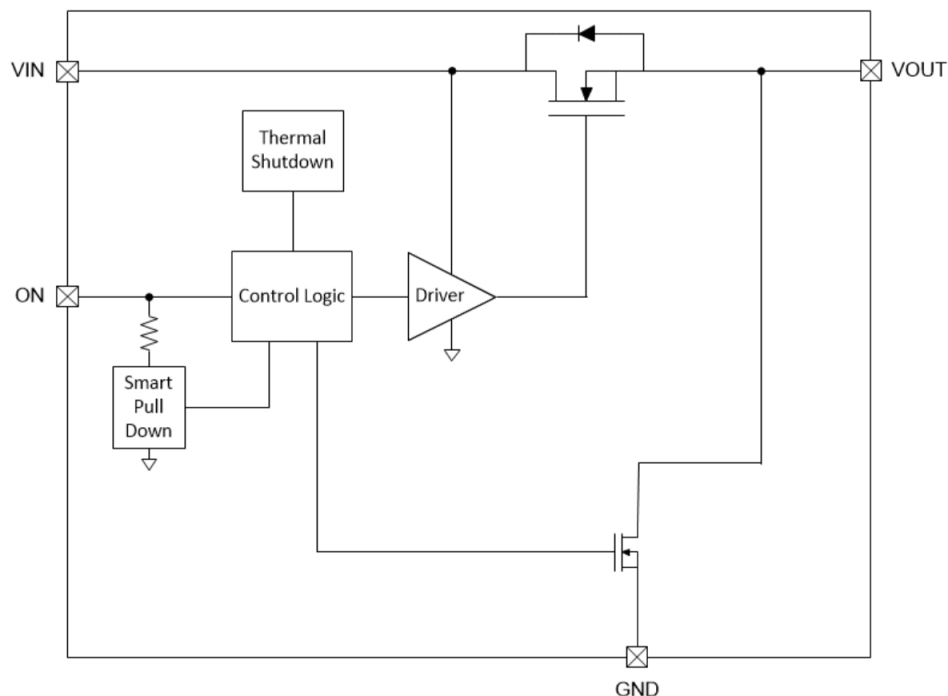 VIN
VOUT
Thermal
Shutdown
ON
Control Logic
Driver
Smart
Pull
Down
GND